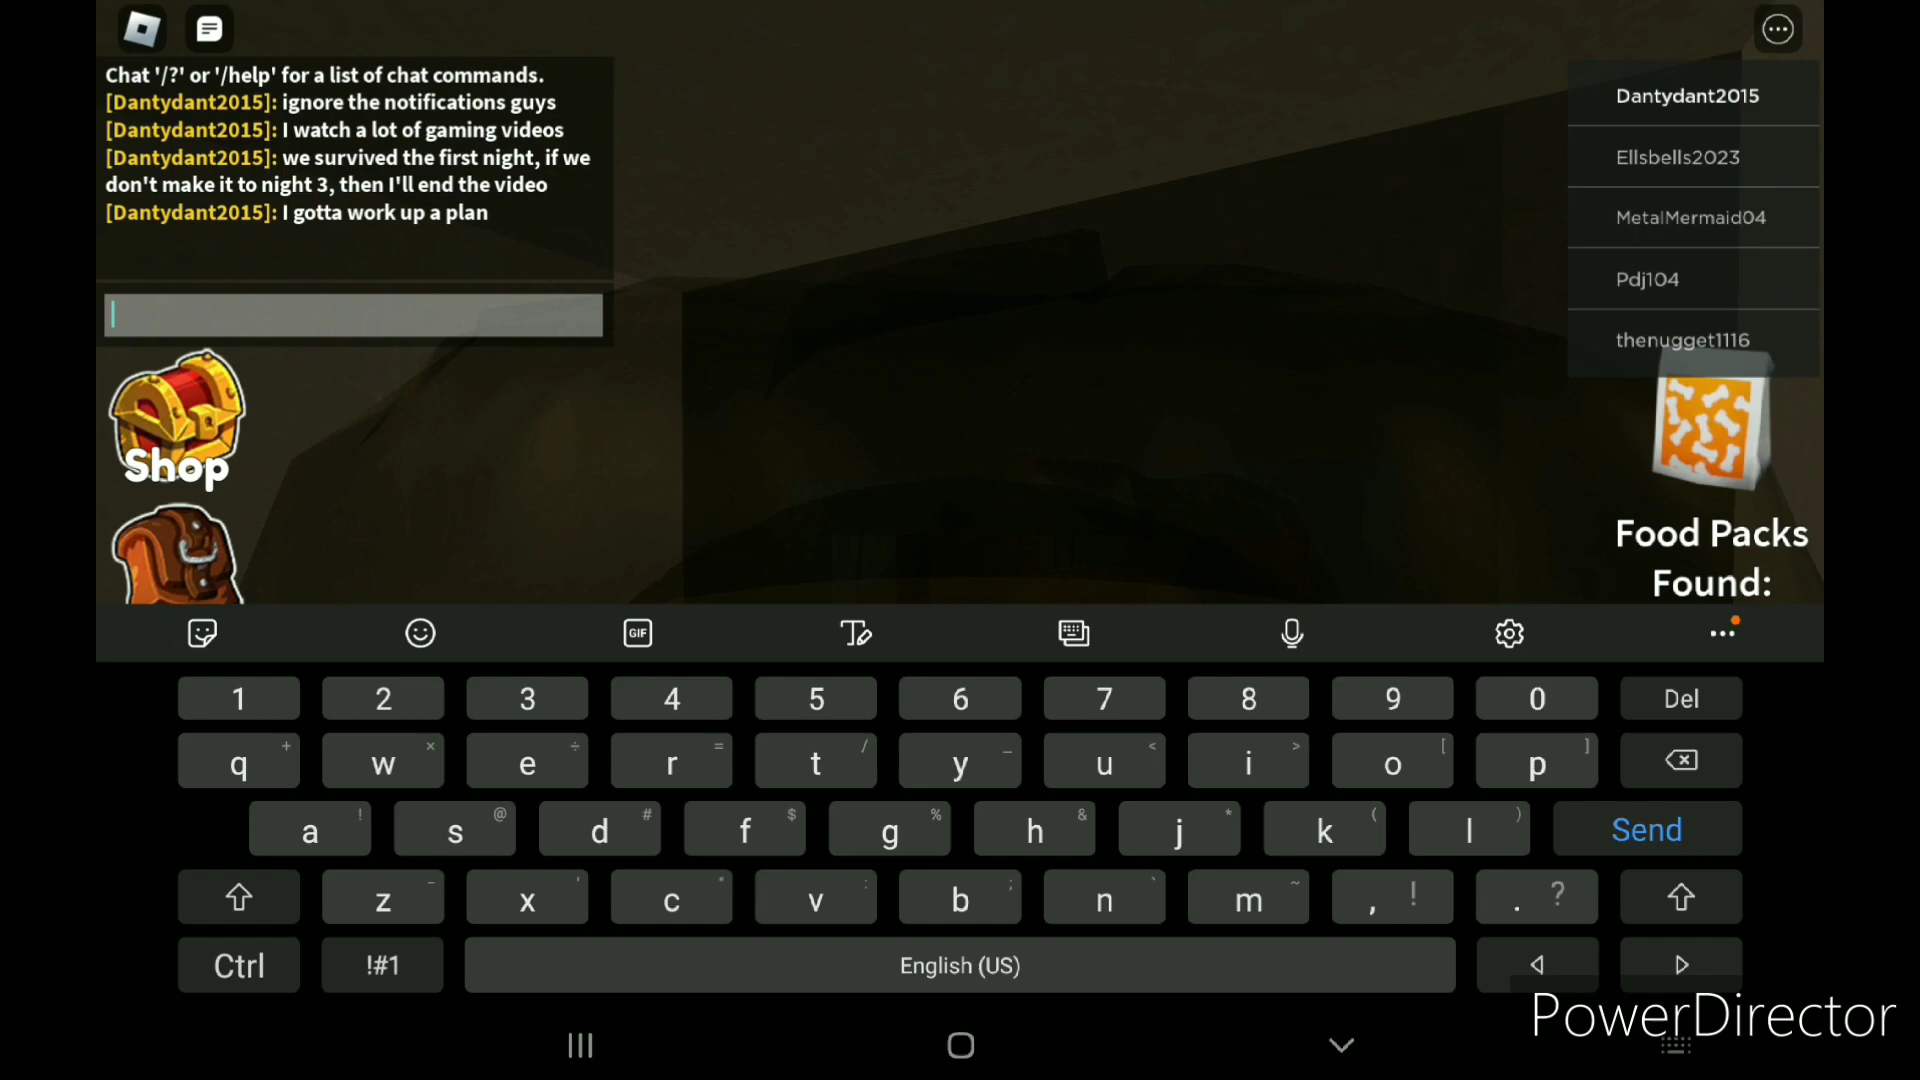 Chat '/?' or '/help' for a list of chat commands.
[Dantydant2015]: ignore the notifications guys
[Dantydant2015]: I watch a lot of gaming videos
[Dantydant2015]: we survived the first night, if we
don't make it to night 3, then I'll end the video
[Dantydant2015]: I gotta work up a plan
Dantydant2015
Ellsbells2023
MetalMermaid04
Pdj104
thenugget1116
Shop
Food Packs
Found:
GIF
1 2 3 4 5 6 7 8 9 0 Del
q + w × e ÷ r = t / y _ u < i > o [ p ]
a ! s @ d # f $ g % h & j * k ( l ) Send
z - x ' c " v : b ; n ` m ~ , ! . ?
Ctrl !#1 English (US)
PowerDirector